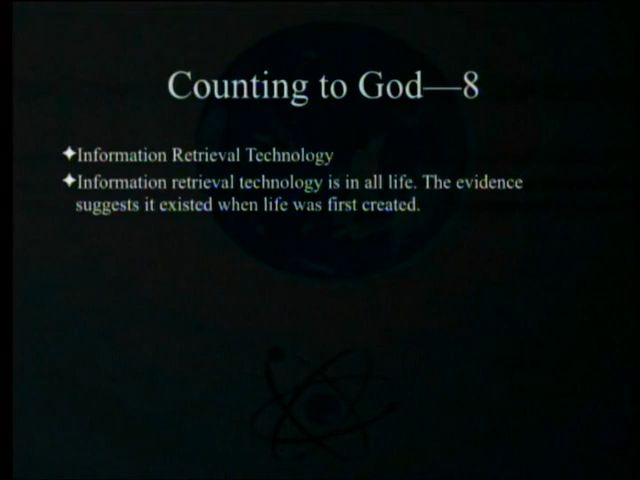 Counting to God—8
✦Information Retrieval Technology
✦Information retrieval technology is in all life. The evidence
suggests it existed when life was first created.